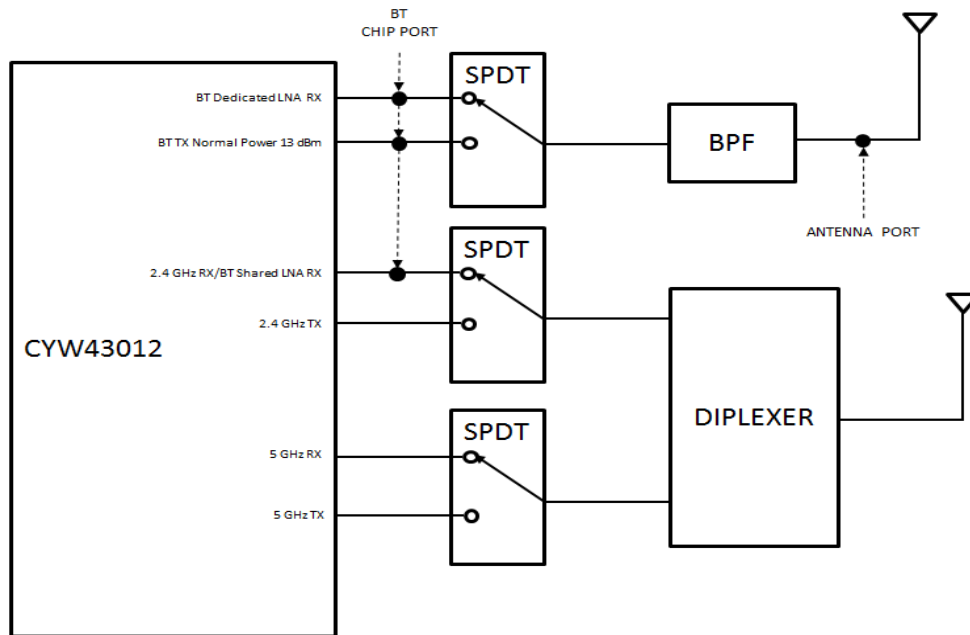 BT
CHIP PORT
SPDT
BT Dedicated LNA RX
BT TX Normal Power 13 dBm
BPF
ANTENNA PORT
SPDT
2.4 GHz RX/BT Shared LNA RX
2.4 GHz TX
CYW43012
DIPLEXER
SPDT
5 GHz RX
5 GHz TX